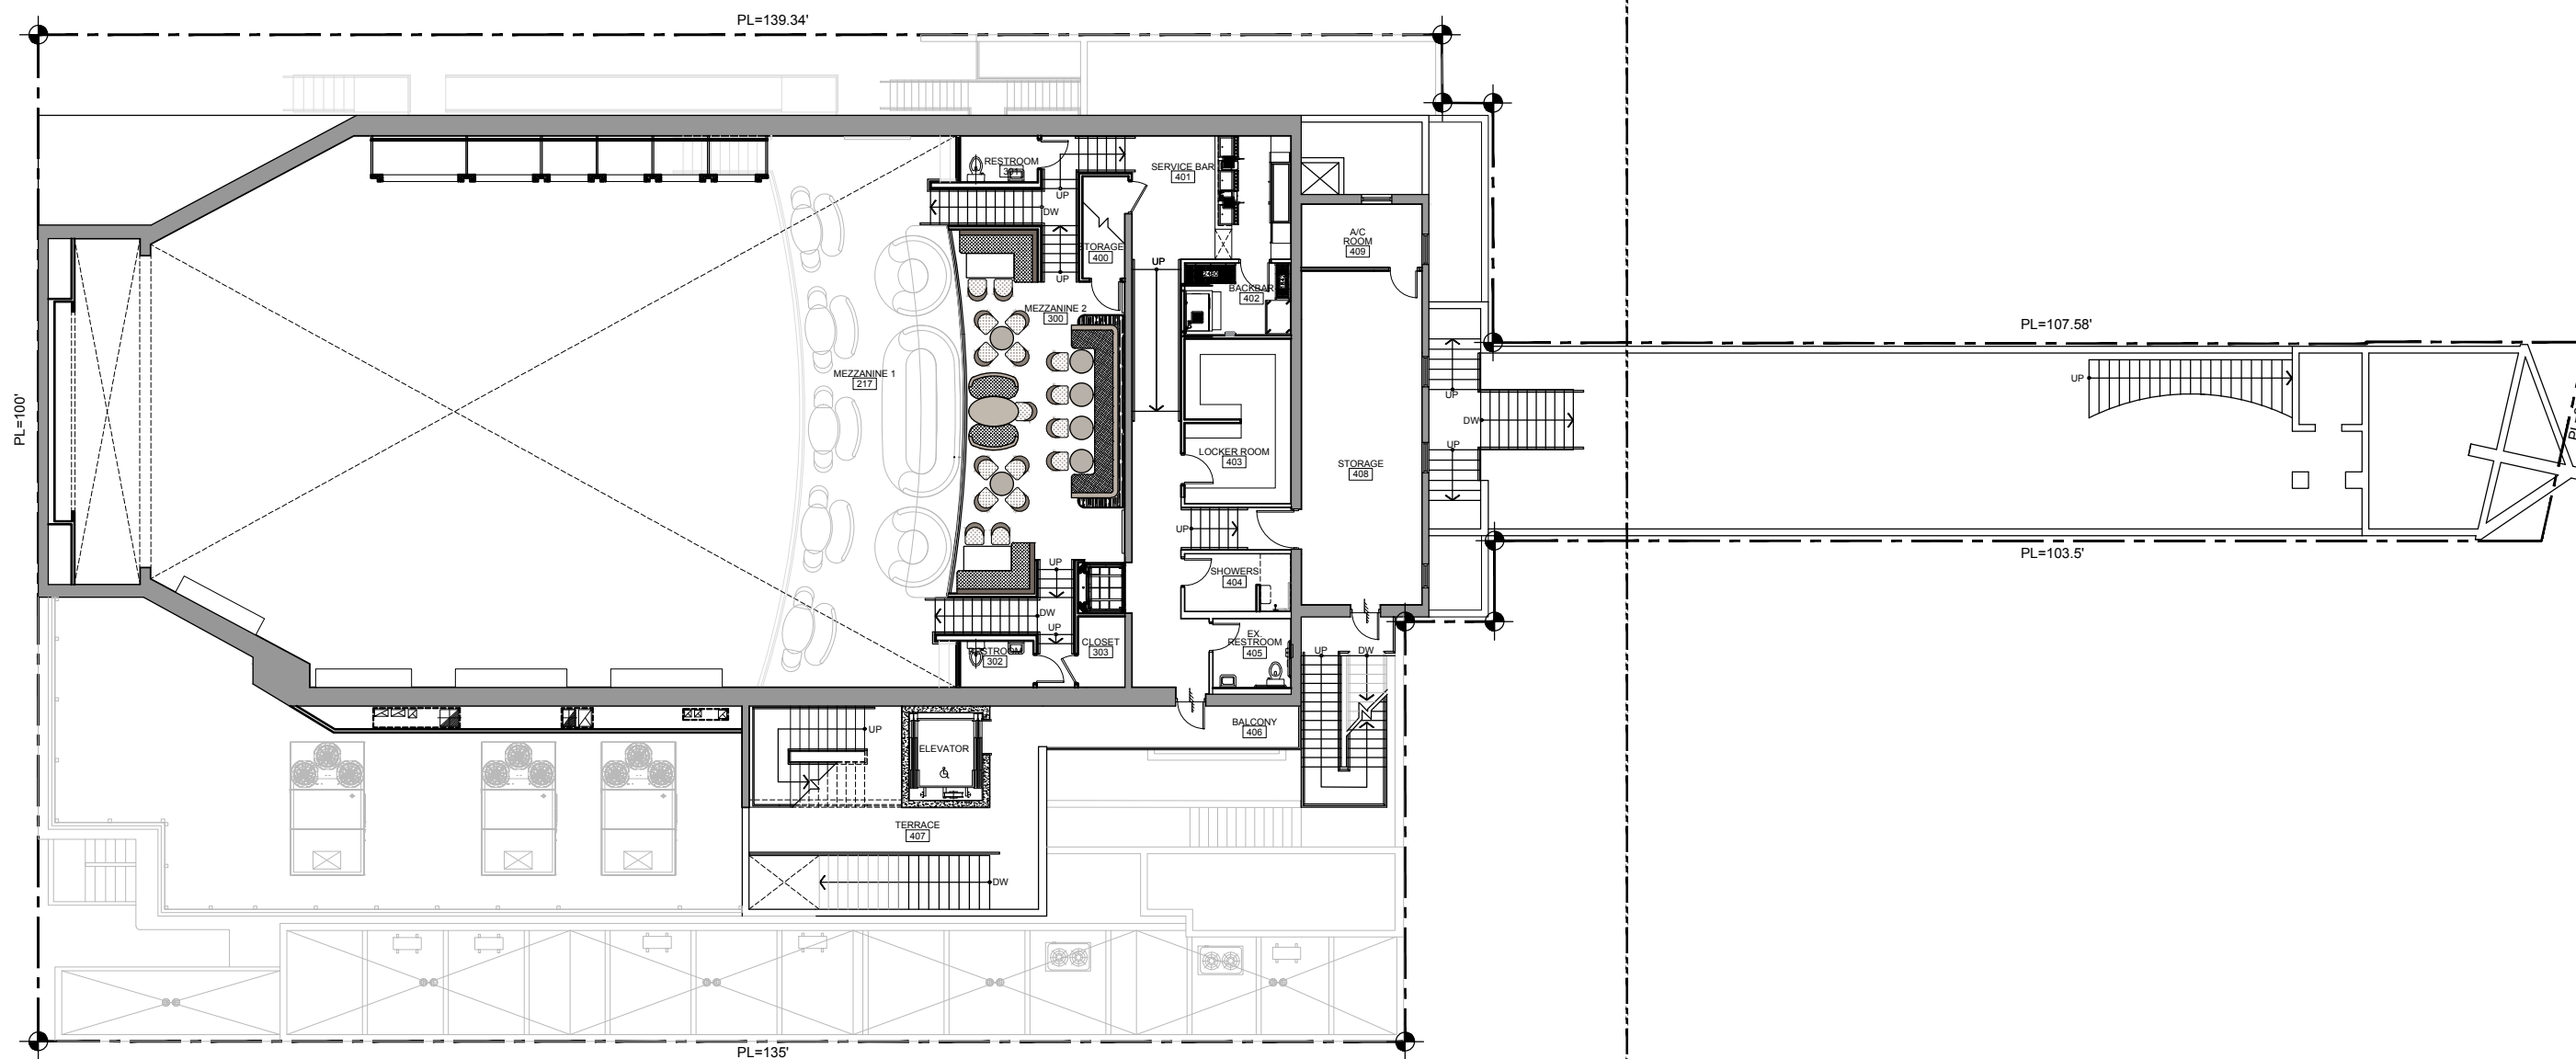 PL=139.34'
PL=100'
RESTROOM
301
UP
DW
UP
SERVICE BAR
401
STORAGE
400
UP
BACKBAR
402
A/C
ROOM
409
MEZZANINE 2
300
MEZZANINE 1
217
PL=107.58'
UP
UP
DW
UP
LOCKER ROOM
403
STORAGE
408
UP
PL=103.5'
UP
DW
UP
SHOWERS
404
RESTROOM
302
CLOSET
303
EX.
RESTROOM
405
UP
DW
BALCONY
406
UP
ELEVATOR
TERRACE
407
DW
PL=135'